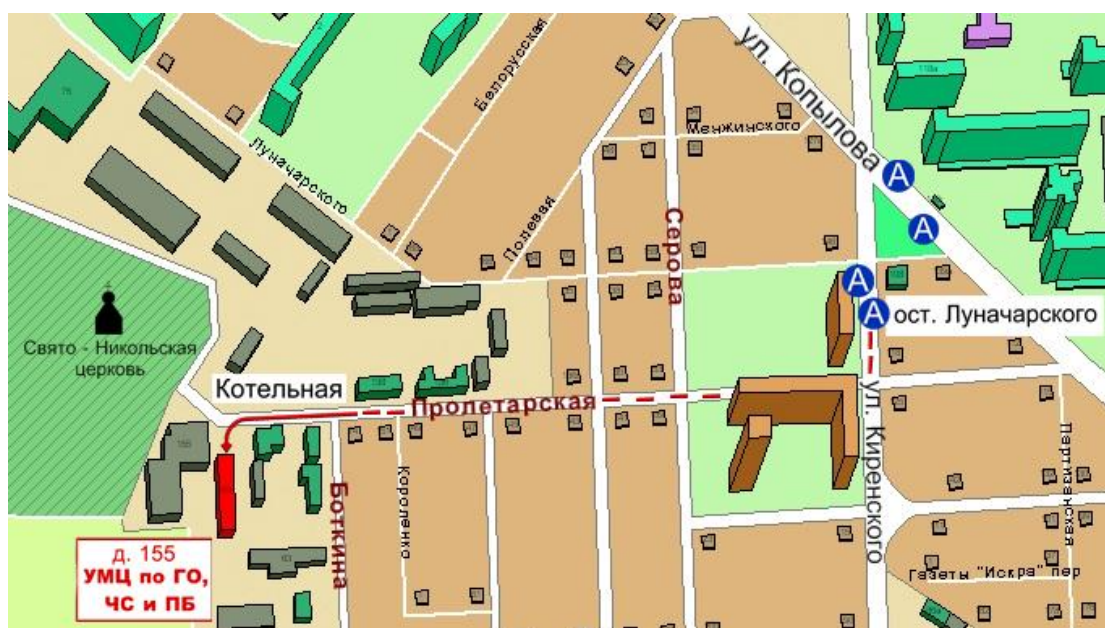 ул. Копылова
Белорусская
Менжинского
Луначарского
Полевая
Серова
А
А
А
А
ост. Луначарского
Свято - Никольская
церковь
Котельная
Пролетарская
ул. Киренского
Партизанская
Короленко
Боткина
д. 155
УМЦ по ГО,
ЧС и ПБ
Газеты "Искра" пер